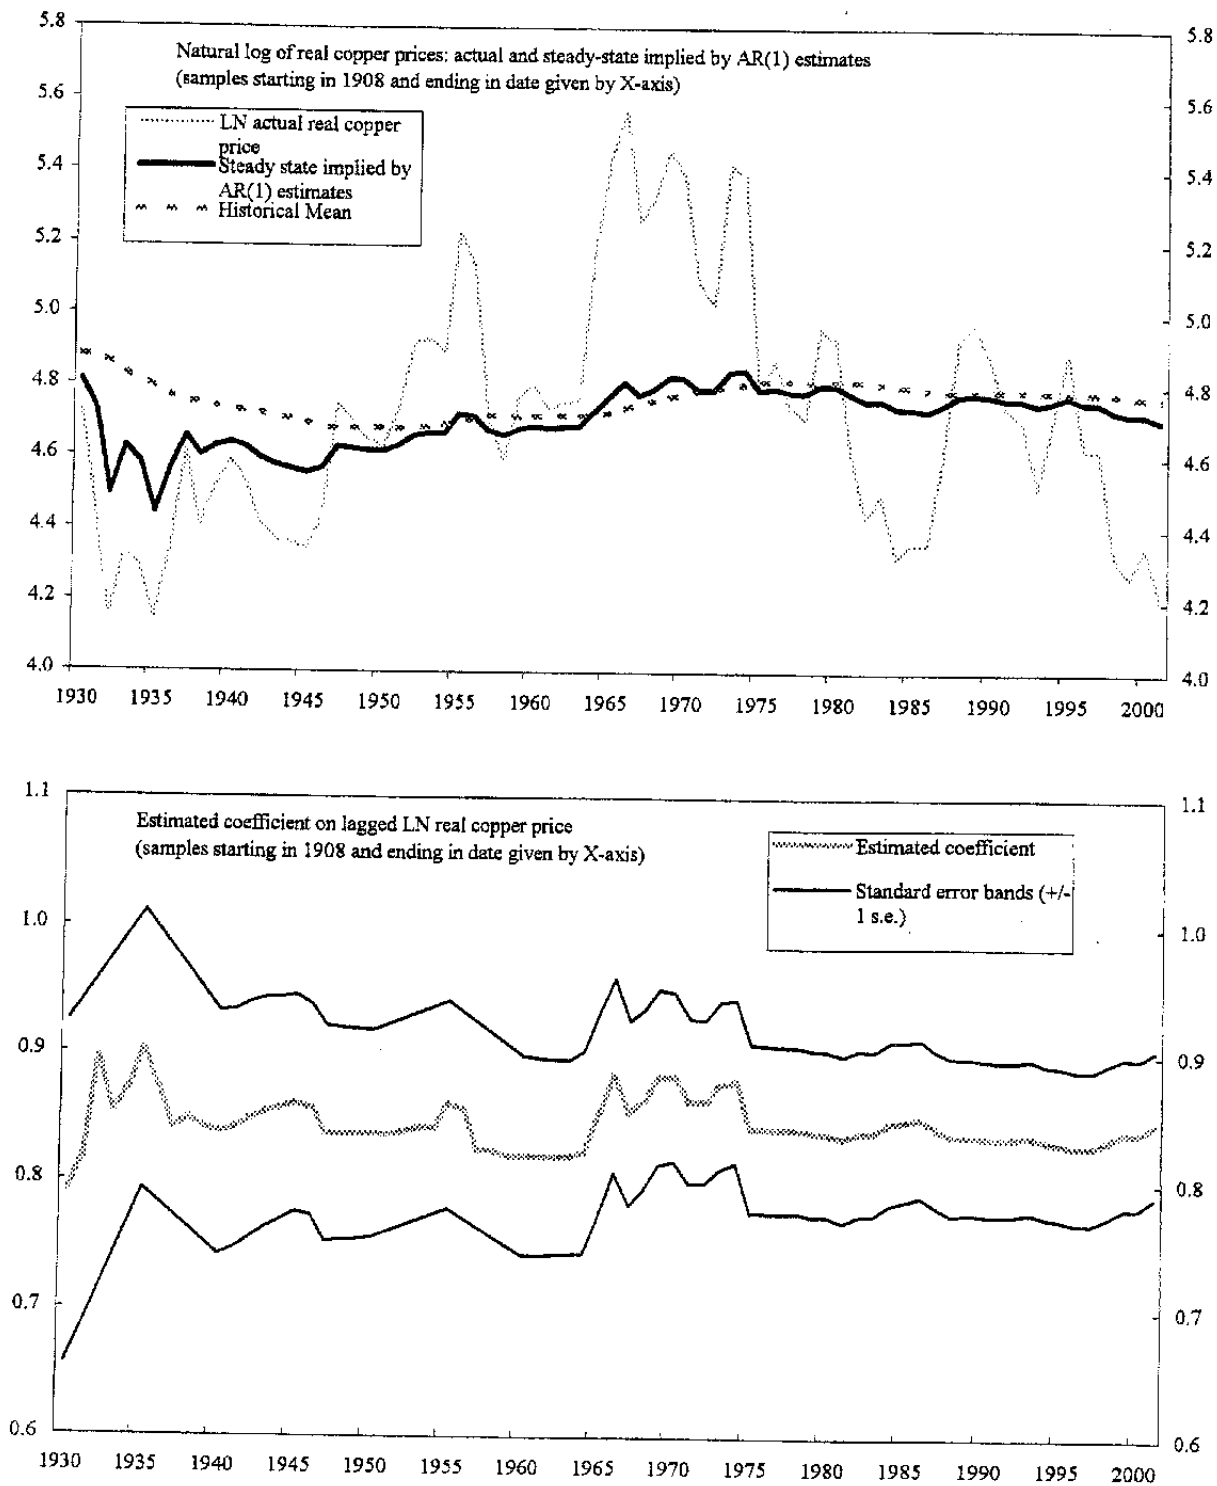 5.8
5.8
Natural log of real copper prices: actual and steady-state implied by AR(1) estimates
(samples starting in 1908 and ending in date given by X-axis)
5.6
5.6
LN actual real copper
price
Steady state implied by
AR(1) estimates
Historical Mean
5.4
5.4
5.2
5.2
5.0
5.0
4.8
4.8
4.6
4.6
4.4
4.4
4.2
4.2
4.0
4.0
1930 1935 1940 1945 1950 1955 1960 1965 1970 1975 1980 1985 1990 1995 2000
1.1
1.1
Estimated coefficient on lagged LN real copper price
(samples starting in 1908 and ending in date given by X-axis)
Estimated coefficient
Standard error bands (+/-
1 s.e.)
1.0
1.0
0.9
0.9
0.8
0.8
0.7
0.7
0.6
0.6
1930 1935 1940 1945 1950 1955 1960 1965 1970 1975 1980 1985 1990 1995 2000